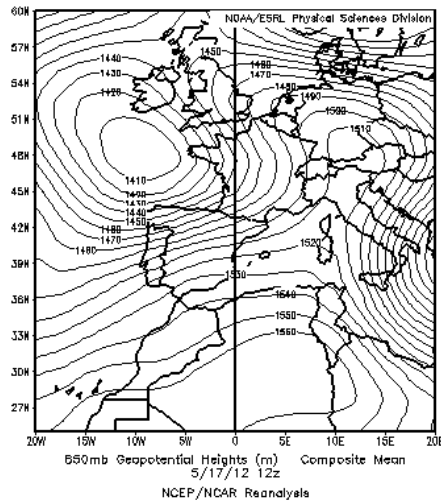 NOAA/ESRL Physical Sciences Division
60N
57N
54N
51N
48N
45N
42N
39N
36N
33N
30N
27N
1440
1430
1420
1450
1480
1470
1480
1490
1500
1510
1410
1420
1430
1440
1450
1460
1470
1480
1520
1530
1540
1550
1560
20W
15W
10W
5W
0
5E
10E
15E
20E
850mb Geopotential Heights (m) Composite Mean
5/17/12 12z
NCEP/NCAR Reanalysis